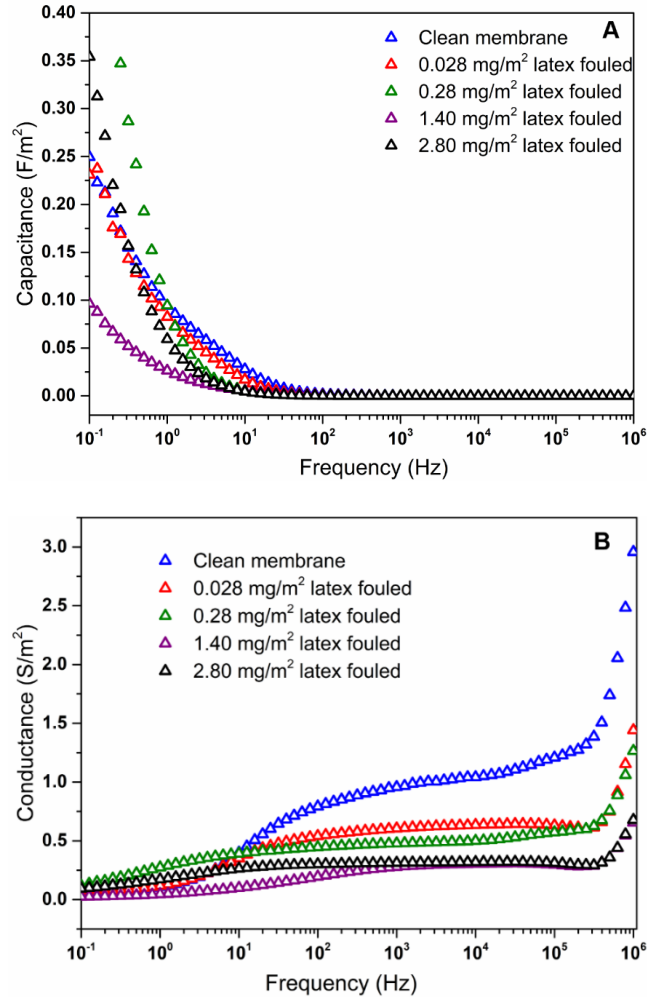 A
Clean membrane
0.028 mg/m² latex fouled
0.28 mg/m² latex fouled
1.40 mg/m² latex fouled
2.80 mg/m² latex fouled
0.40
0.35
0.30
0.25
0.20
0.15
0.10
0.05
0.00
Capacitance (F/m²)
10⁻¹ 10⁰ 10¹ 10² 10³ 10⁴ 10⁵ 10⁶
Frequency (Hz)
B
Clean membrane
0.028 mg/m² latex fouled
0.28 mg/m² latex fouled
1.40 mg/m² latex fouled
2.80 mg/m² latex fouled
3.0
2.5
2.0
1.5
1.0
0.5
0.0
Conductance (S/m²)
10⁻¹ 10⁰ 10¹ 10² 10³ 10⁴ 10⁵ 10⁶
Frequency (Hz)